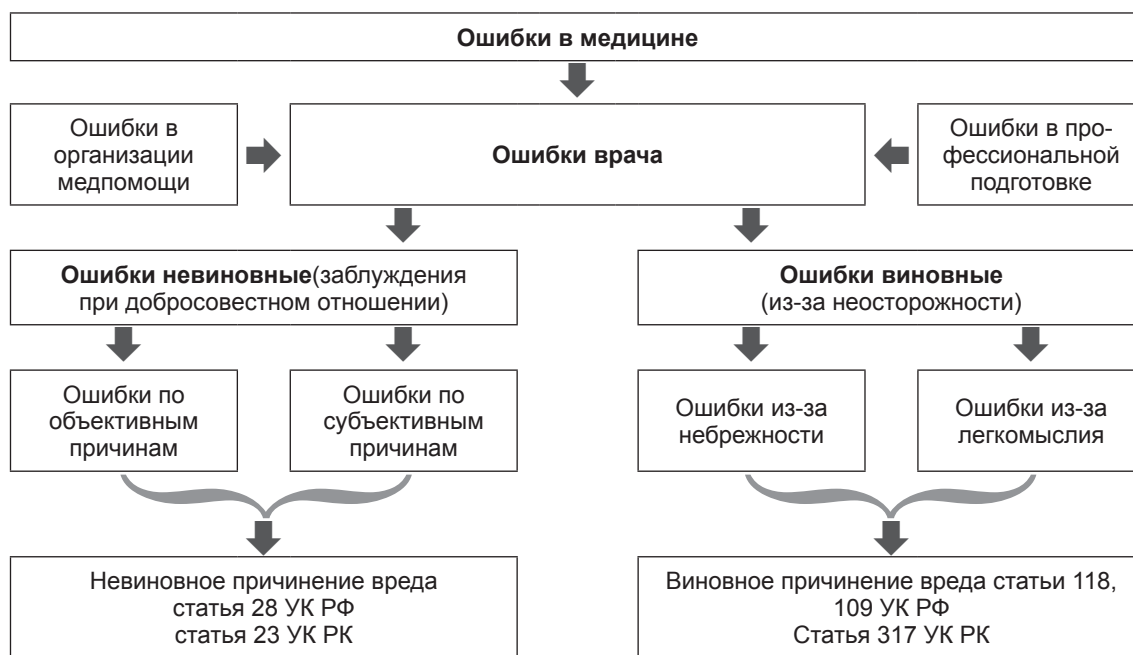 Ошибки в медицине
Ошибки в
организации
медпомощи
Ошибки врача
Ошибки в про-
фессиональной
подготовке
Ошибки невиновные(заблуждения
при добросовестном отношении)
Ошибки виновные
(из-за неосторожности)
Ошибки по
объективным
причинам
Ошибки по
субъективным
причинам
Ошибки из-за
небрежности
Ошибки из-за
легкомыслия
Невиновное причинение вреда
статья 28 УК РФ
статья 23 УК РК
Виновное причинение вреда статьи 118,
109 УК РФ
Статья 317 УК РК